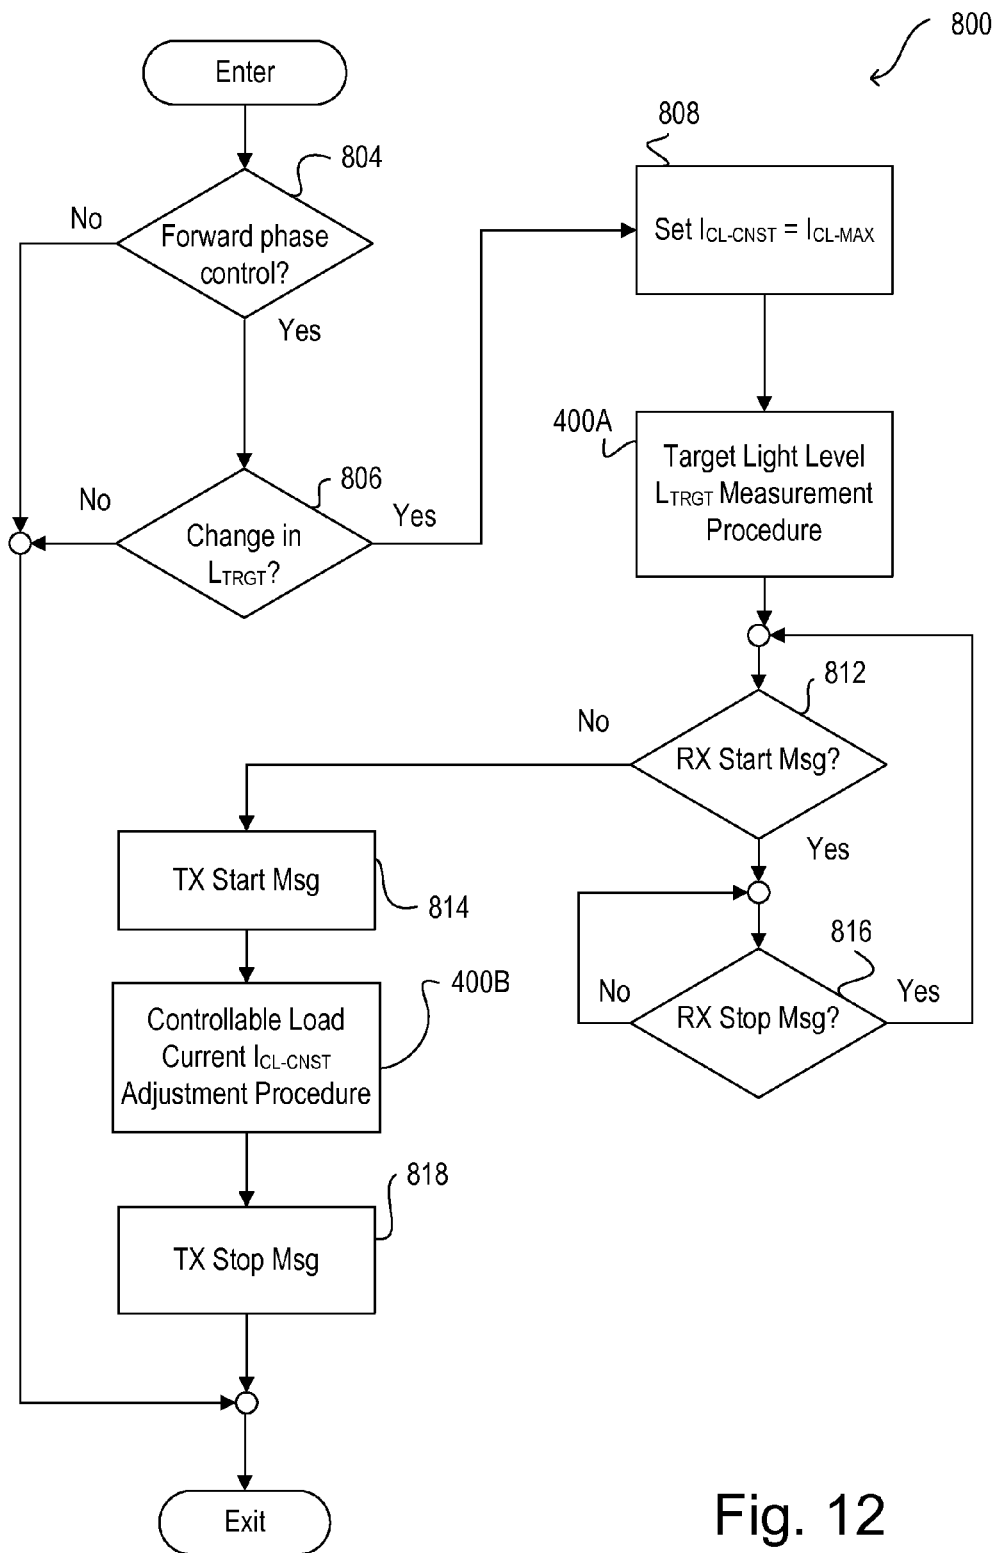 800
Enter
804
Forward phase
control?
No
Yes
808
Set ICL-CNST = ICL-MAX
806
Change in
LTRGT?
No
Yes
400A
Target Light Level
LTRGT Measurement
Procedure
812
RX Start Msg?
No
Yes
TX Start Msg
814
816
RX Stop Msg?
No
Yes
400B
Controllable Load
Current ICL-CNST
Adjustment Procedure
818
TX Stop Msg
Exit
Fig. 12